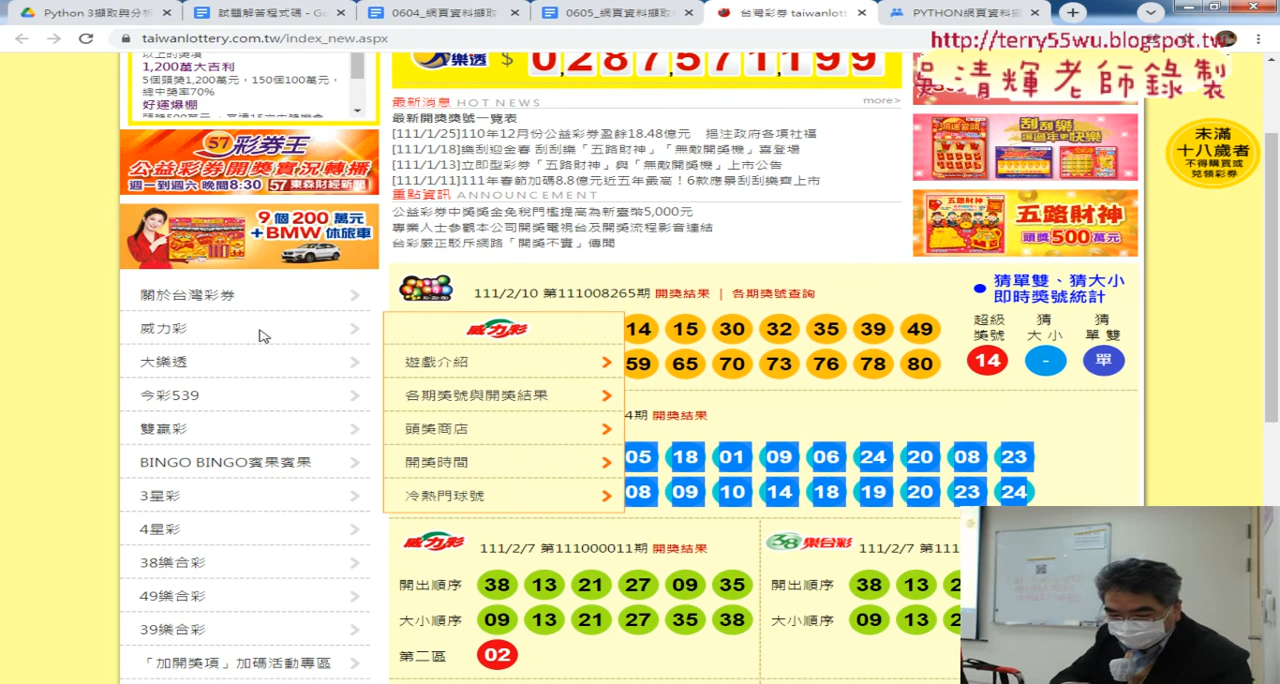 Python 3擷取與分析
試題解答程式碼 - Go
0604_網頁資料擷取
0605_網頁資料擷取
台灣彩券 taiwanlott
PYTHON網頁資料
taiwanlottery.com.tw/index_new.aspx
http://terry55wu.blogspot.tw
吳清輝老師錄製
以上的獎項
1,200萬大吉利
5個頭獎1,200萬元，150個100萬元，
總中獎率70%
好運爆棚
樂透 $ 0,287,571,199
最新消息 HOT NEWS more>
最新開獎獎號一覽表
[111/1/25]110年12月份公益彩券盈餘18.48億元 挹注政府各項社福
[111/1/18]樂刮迎金春 刮刮樂「五路財神」「無敵開獎機」喜登場
[111/1/13]立即型彩券「五路財神」與「無敵開獎機」上市公告
[111/1/11]111年春節加碼8.8億元近五年最高！6款應景刮刮樂齊上市
重點資訊 ANNOUNCEMENT
公益彩券中獎獎金免稅門檻提高為新臺幣5,000元
專業人士參觀本公司開獎電視台及開獎流程影音連結
台彩嚴正駁斥網路「開獎不實」傳聞
57彩券王
公益彩券開獎實況轉播
週一到週六 晚間8:30 57東森財經新聞
9個200萬元
+BMW休旅車
刮刮樂
五路財神
頭獎500萬元
未滿
十八歲者
不得購買或
兌領彩券
關於台灣彩券
威力彩
大樂透
今彩539
雙贏彩
BINGO BINGO賓果賓果
3星彩
4星彩
38樂合彩
49樂合彩
39樂合彩
「加開獎項」加碼活動專區
威力彩
遊戲介紹
各期獎號與開獎結果
頭獎商店
開獎時間
冷熱門球號
111/2/10 第111008265期 開獎結果 | 各期獎號查詢
猜單雙、猜大小
即時獎號統計
超級
獎號
猜
大小
猜
單雙
14 15 30 32 35 39 49
59 65 70 73 76 78 80
14 - 單
4期 開獎結果
05 18 01 09 06 24 20 08 23
08 09 10 14 18 19 20 23 24
威力彩 111/2/7 第111000011期 開獎結果
開出順序 38 13 21 27 09 35
大小順序 09 13 21 27 35 38
第二區 02
38樂合彩 111/2/7 第111
開出順序 38 13 2
大小順序 09 13 2